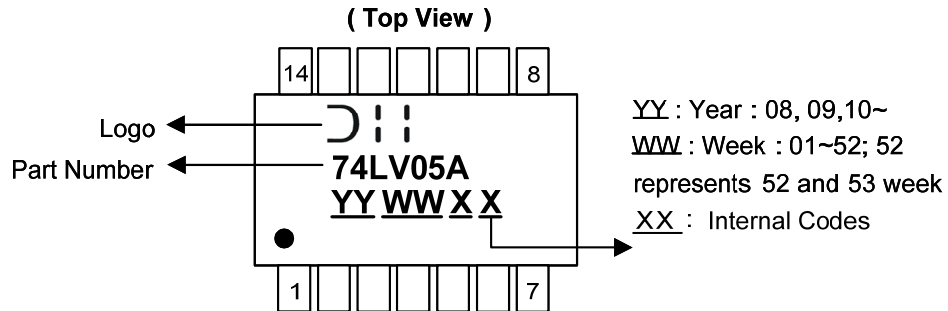 ( Top View )
14 8
Logo
Part Number
74LV05A
YY WW X X
1 7
YY : Year : 08, 09,10~
WW : Week : 01~52; 52
represents 52 and 53 week
XX : Internal Codes